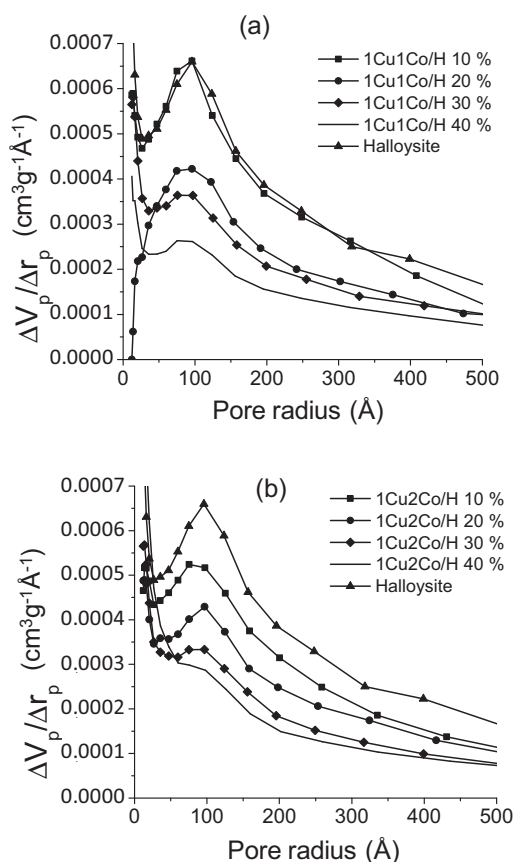 (a)
0.0007
0.0006
0.0005
0.0004
0.0003
0.0002
0.0001
0.0000
ΔVp/Δrp (cm³g⁻¹Å⁻¹)
1Cu1Co/H 10 %
1Cu1Co/H 20 %
1Cu1Co/H 30 %
1Cu1Co/H 40 %
Halloysite
0 100 200 300 400 500
Pore radius (Å)
(b)
0.0007
0.0006
0.0005
0.0004
0.0003
0.0002
0.0001
0.0000
ΔVp/Δrp (cm³g⁻¹Å⁻¹)
1Cu2Co/H 10 %
1Cu2Co/H 20 %
1Cu2Co/H 30 %
1Cu2Co/H 40 %
Halloysite
0 100 200 300 400 500
Pore radius (Å)